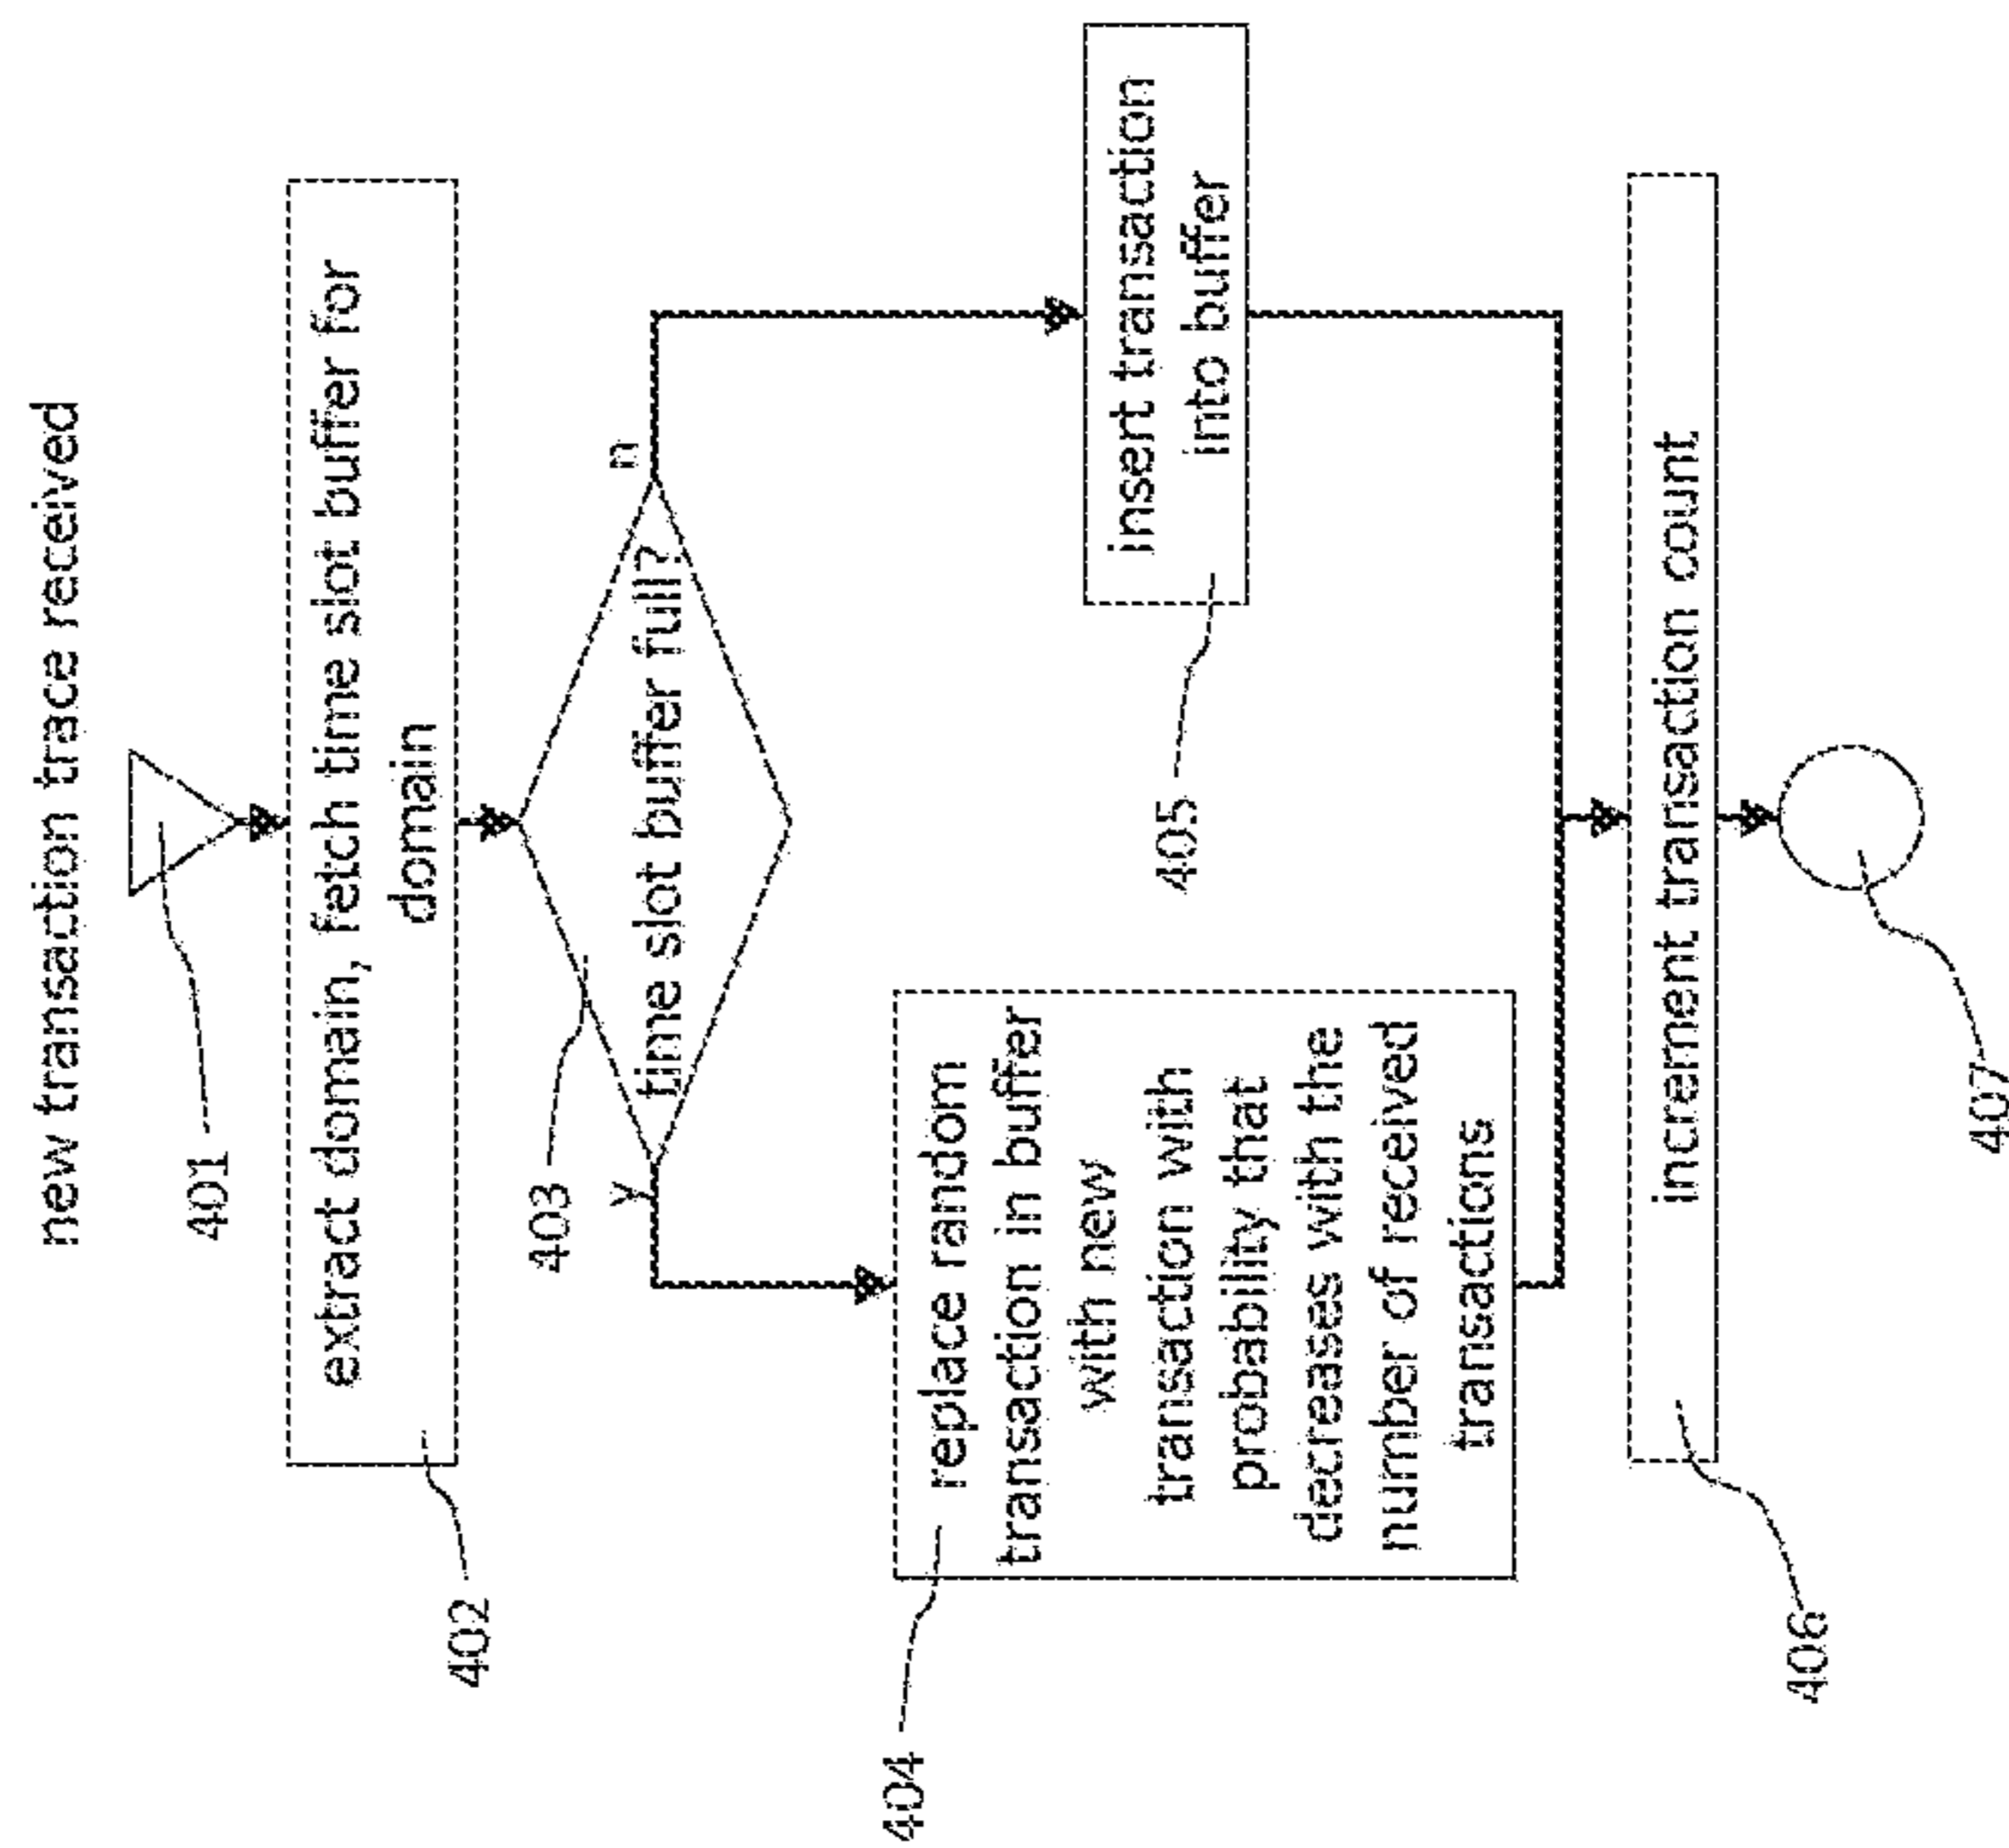 new transaction trace received
401
extract domain, fetch time slot buffer for
domain
402
403
y
time slot buffer full?
n
404
replace random
transaction in buffer
with new
transaction with
probability that
decreases with the
number of received
transactions
405
insert transaction
into buffer
increment transaction count
406
407